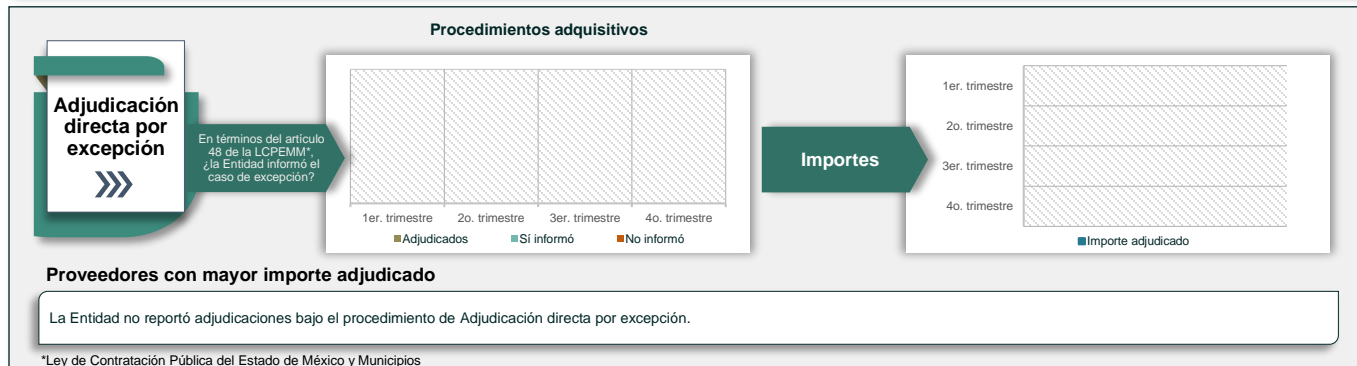 Procedimientos adquisitivos
Adjudicación
directa por
excepción
En términos del artículo
48 de la LCPEMM*,
¿la Entidad informó el
caso de excepción?
1er. trimestre 2o. trimestre 3er. trimestre 4o. trimestre
Adjudicados Sí informó No informó
Importes
1er. trimestre
2o. trimestre
3er. trimestre
4o. trimestre
Importe adjudicado
Proveedores con mayor importe adjudicado
La Entidad no reportó adjudicaciones bajo el procedimiento de Adjudicación directa por excepción.
*Ley de Contratación Pública del Estado de México y Municipios